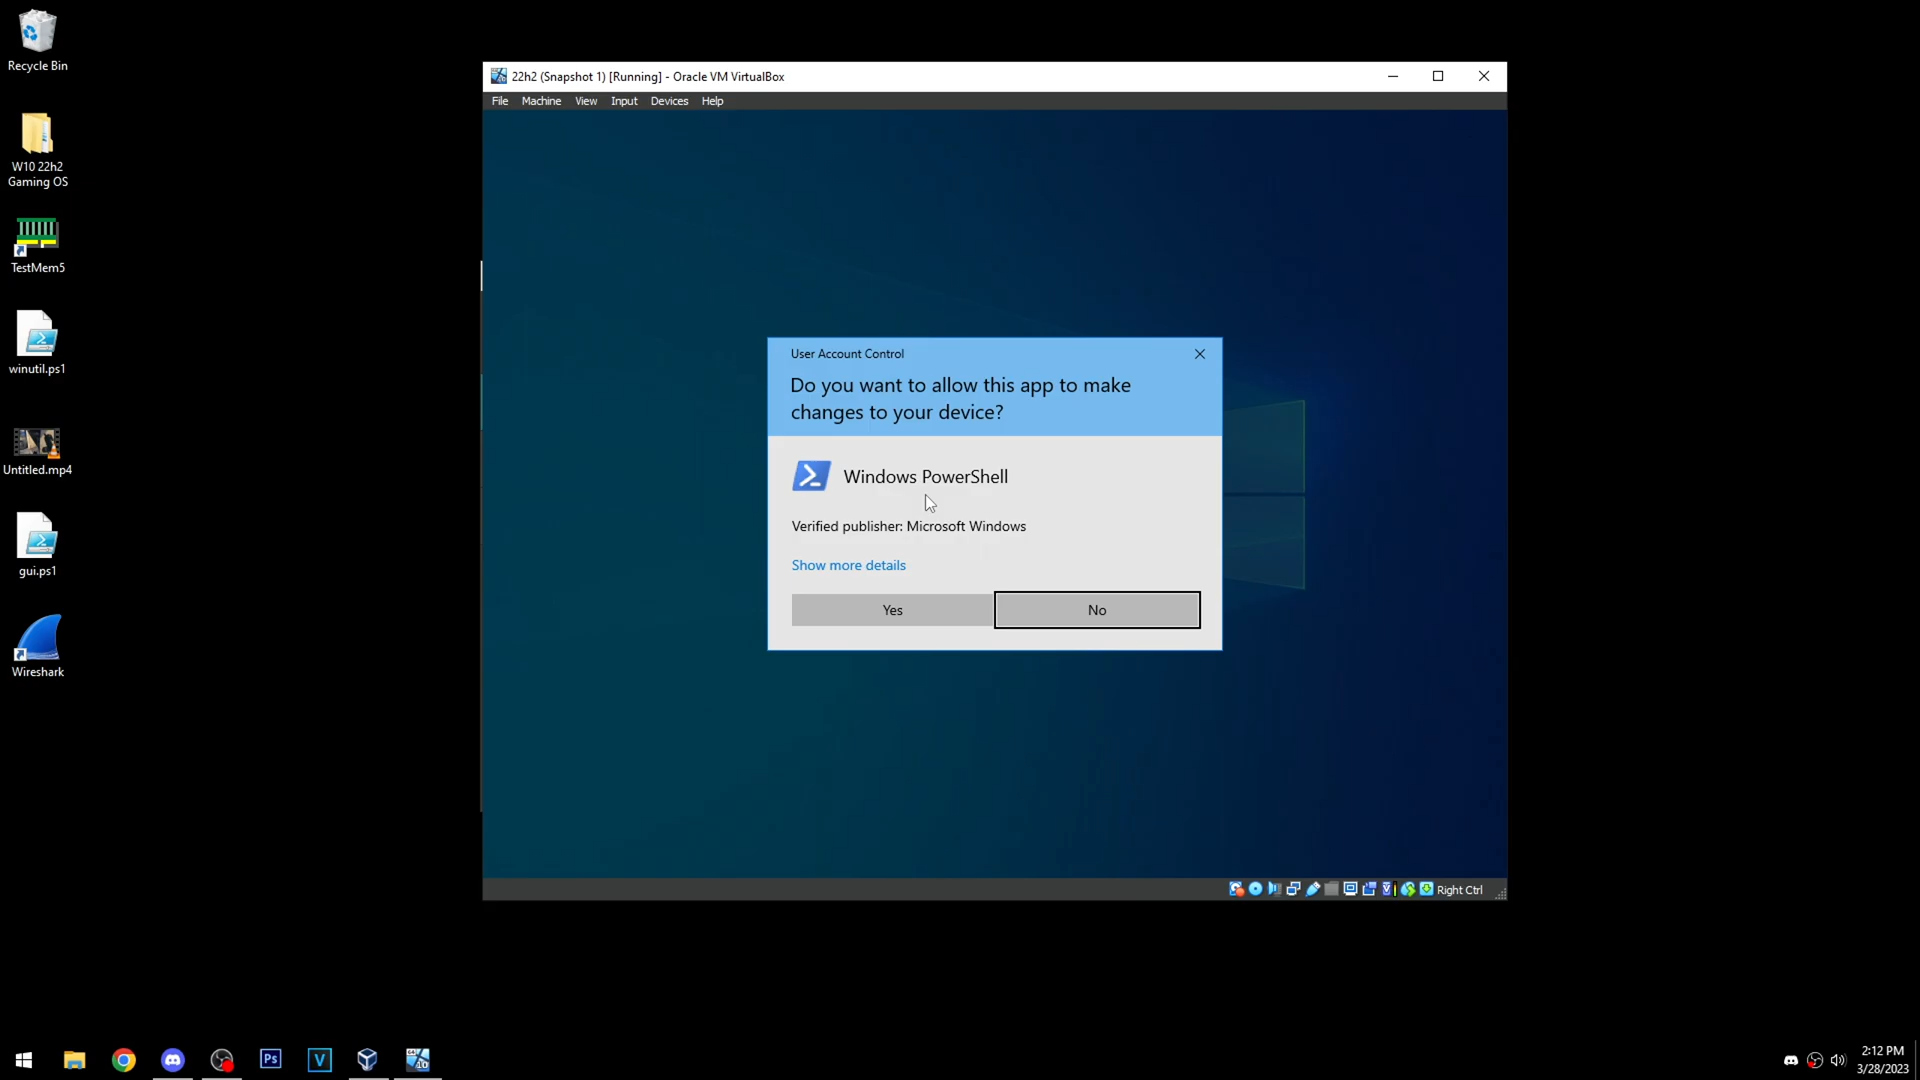 Recycle Bin
W10 22h2
Gaming OS
TestMem5
winutil.ps1
Untitled.mp4
gui.ps1
Wireshark
22h2 (Snapshot 1) [Running] - Oracle VM VirtualBox
File Machine View Input Devices Help
User Account Control
Do you want to allow this app to make
changes to your device?
Windows PowerShell
Verified publisher: Microsoft Windows
Show more details
Yes No
Right Ctrl
Ps V
2:12 PM
3/28/2023